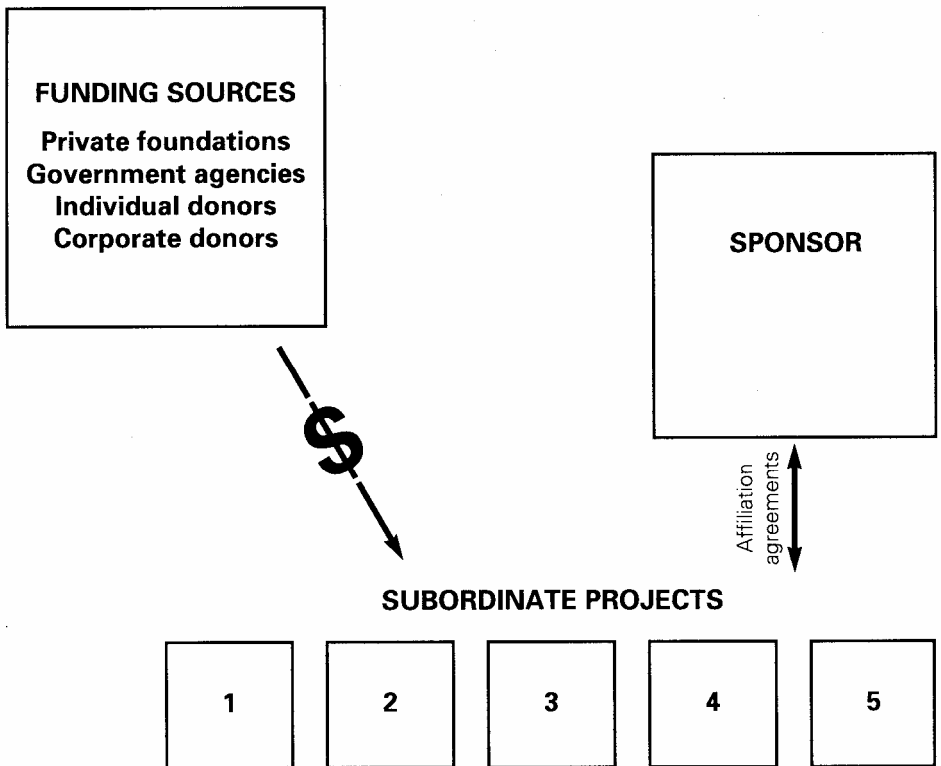 FUNDING SOURCES
Private foundations
Government agencies
Individual donors
Corporate donors
SPONSOR
$
Affiliation
agreements
SUBORDINATE PROJECTS
1 2 3 4 5